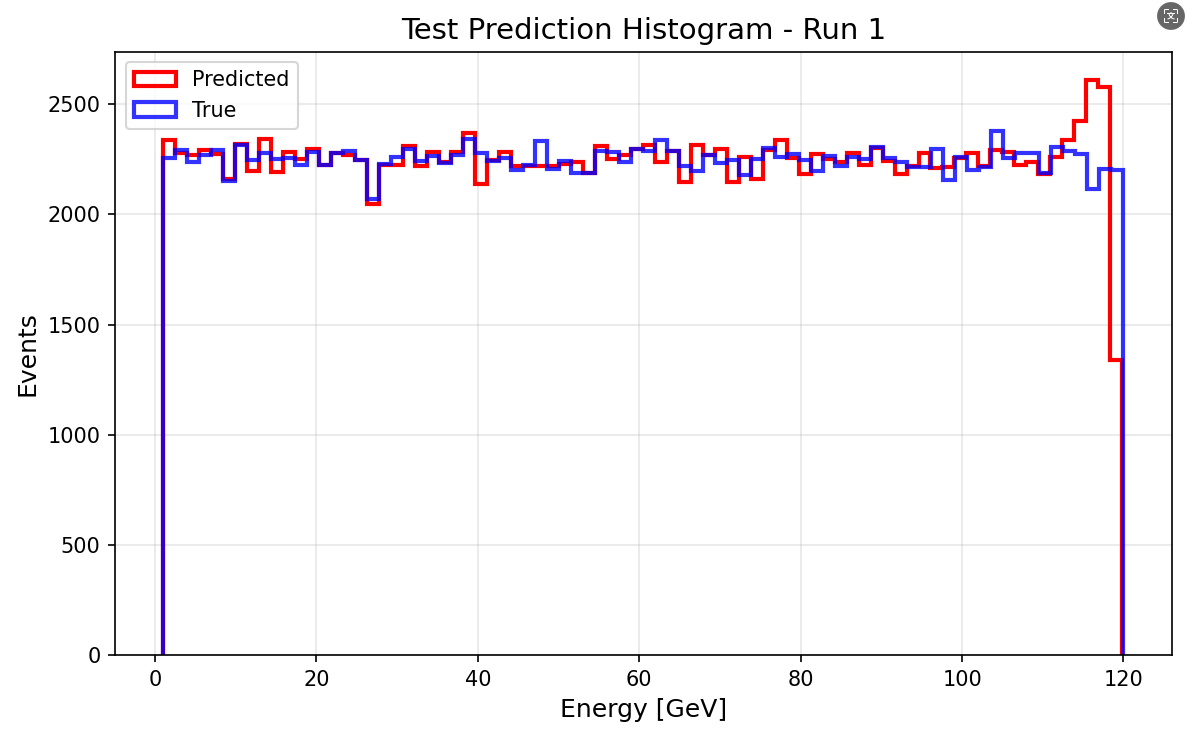 Test Prediction Histogram - Run 1
Predicted
True
2500
2000
1500
1000
500
0
Events
0 20 40 60 80 100 120
Energy [GeV]